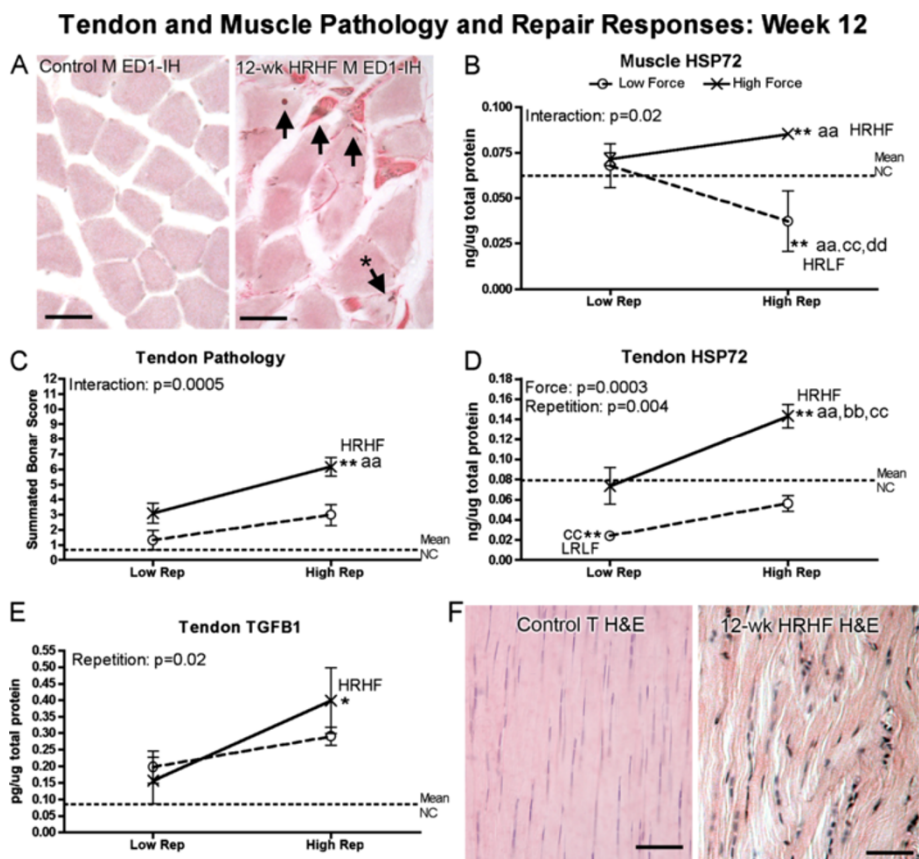 Tendon and Muscle Pathology and Repair Responses: Week 12
A
Control M ED1-IH
12-wk HRHF M ED1-IH
*
B
Muscle HSP72
Low Force
High Force
Interaction: p=0.02
ng/ug total protein
0.100
0.075
0.050
0.025
0.000
** aa HRHF
Mean
NC
** aa.cc,dd
HRLF
Low Rep
High Rep
C
Tendon Pathology
Interaction: p=0.0005
Summated Bonar Score
12
11
10
9
8
7
6
5
4
3
2
1
0
HRHF
** aa
Mean
NC
Low Rep
High Rep
D
Tendon HSP72
Force: p=0.0003
Repetition: p=0.004
ng/ug total protein
0.18
0.16
0.14
0.12
0.10
0.08
0.06
0.04
0.02
0.00
HRHF
** aa,bb,cc
Mean
NC
cc**
LRLF
Low Rep
High Rep
E
Tendon TGFB1
Repetition: p=0.02
pg/ug total protein
0.55
0.50
0.45
0.40
0.35
0.30
0.25
0.20
0.15
0.10
0.05
0.00
HRHF
*
Mean
NC
Low Rep
High Rep
F
Control T H&E
12-wk HRHF H&E